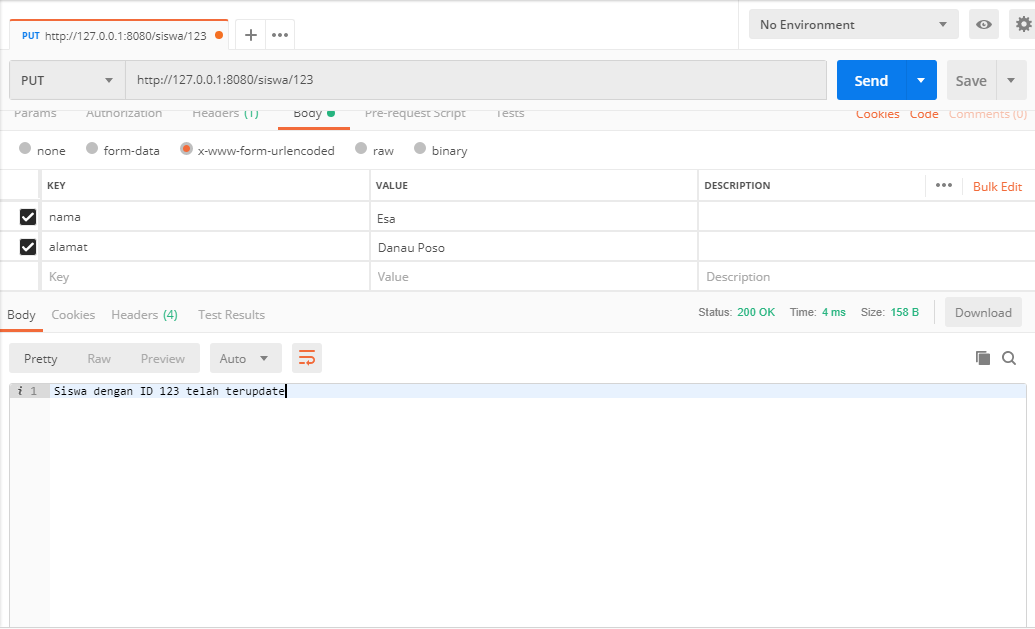 PUT http://127.0.0.1:8080/siswa/123
No Environment
PUT http://127.0.0.1:8080/siswa/123 Send Save
Params Authorization Headers (1) Body Pre-request Script Tests Cookies Code Comments (0)
none form-data x-www-form-urlencoded raw binary
KEY VALUE DESCRIPTION Bulk Edit
nama Esa
alamat Danau Poso
Key Value Description
Body Cookies Headers (4) Test Results Status: 200 OK Time: 4 ms Size: 158 B Download
Pretty Raw Preview Auto
i 1 Siswa dengan ID 123 telah terupdate